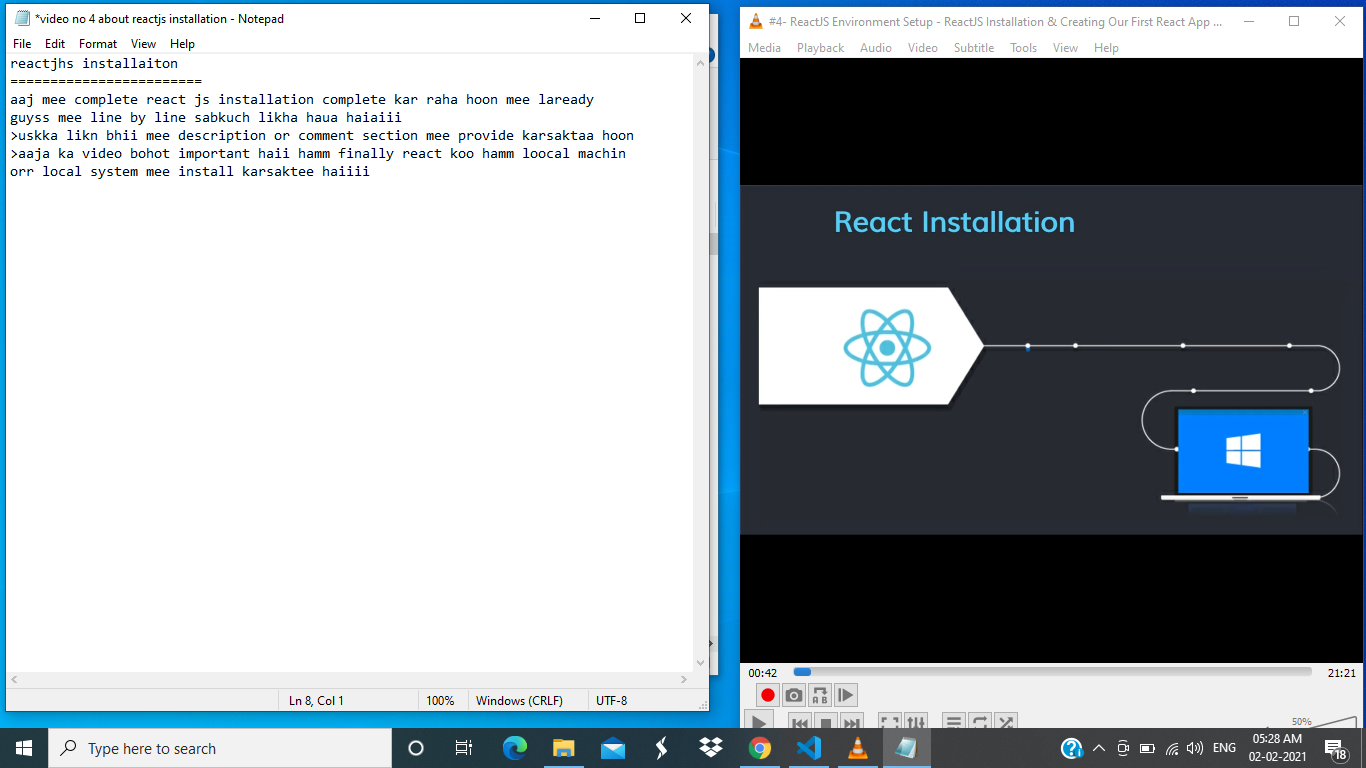 *video no 4 about reactjs installation - Notepad
File Edit Format View Help
reactjhs installaiton
========================
aaj mee complete react js installation complete kar raha hoon mee laready
guyss mee line by line sabkuch likha haua haiaiii
>uskka likn bhii mee description or comment section mee provide karsaktaa hoon
>aaja ka video bohot important haii hamm finally react koo hamm loocal machin
orr local system mee install karsaktee haiiii
Ln 8, Col 1 100% Windows (CRLF) UTF-8
#4- ReactJS Environment Setup - ReactJS Installation & Creating Our First React App ...
Media Playback Audio Video Subtitle Tools View Help
React Installation
00:42 21:21
A B
50%
Type here to search
ENG
05:28 AM
02-02-2021
18